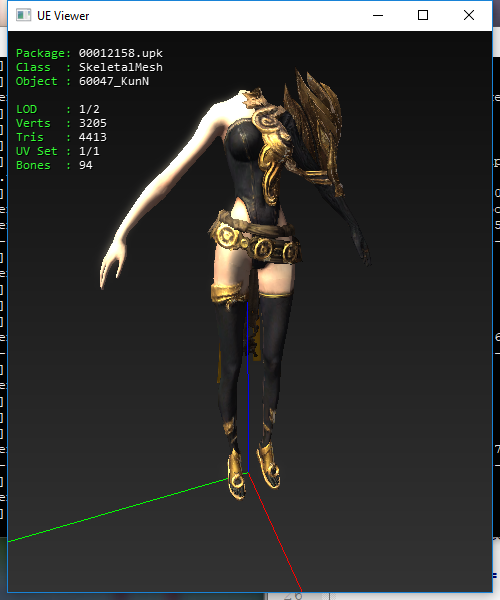 UE Viewer
Package: 00012158.upk
Class  : SkeletalMesh
Object : 60047_KunN
LOD    : 1/2
Verts  : 3205
Tris   : 4413
UV Set : 1/1
Bones  : 94
26